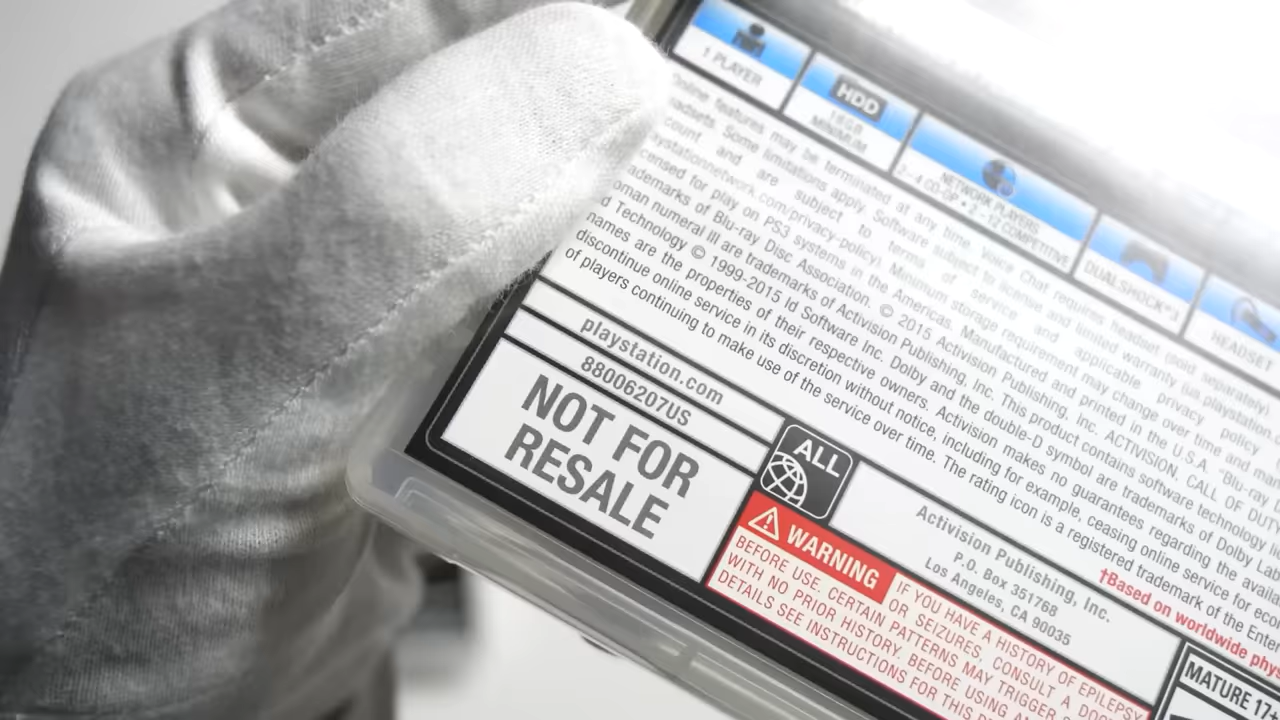 1 PLAYER
HDD
MINIMUM
NETWORK PLAYERS
2-4 CO-OP • 2-12 COMPETITIVE
DUALSHOCK®3
HEADSET
Online features may be terminated at any time. Voice Chat requires headset (sold separately).
adsets. Some limitations apply. Software subject to license and limited warranty (us.playstation.
count and are subject to terms of service and applicable privacy policy
aystationnetwork.com/privacy-policy). Minimum storage requirement may change over time and
censed for play on PS3 systems in the Americas. Manufactured and printed in the U.S.A. "Blu-ray
ademarks of Blu-ray Disc Association. © 2015 Activision Publishing, Inc. ACTIVISION, CALL OF DUTY
oman numeral III are trademarks of Activision Publishing, Inc. This product contains software technology
d Technology © 1999-2015 Id Software Inc. Dolby and the double-D symbol are trademarks of Dolby Lab
names are the properties of their respective owners. Activision makes no guarantees regarding the availa
discontinue online service in its discretion without notice, including for example, ceasing online service for eco
of players continuing to make use of the service over time. The rating icon is a registered trademark of the Enter
†Based on worldwide phys
playstation.com
88006207US
NOT FOR
RESALE
ALL
Activision Publishing, Inc.
P.O. Box 351768
Los Angeles, CA 90035
WARNING
IF YOU HAVE A HISTORY OF EPILEPSY
OR SEIZURES, CONSULT A DOC
BEFORE USE. CERTAIN PATTERNS MAY TRIGGER
WITH NO PRIOR HISTORY. BEFORE USING
DETAILS SEE INSTRUCTIONS FOR THIS
MATURE 17+